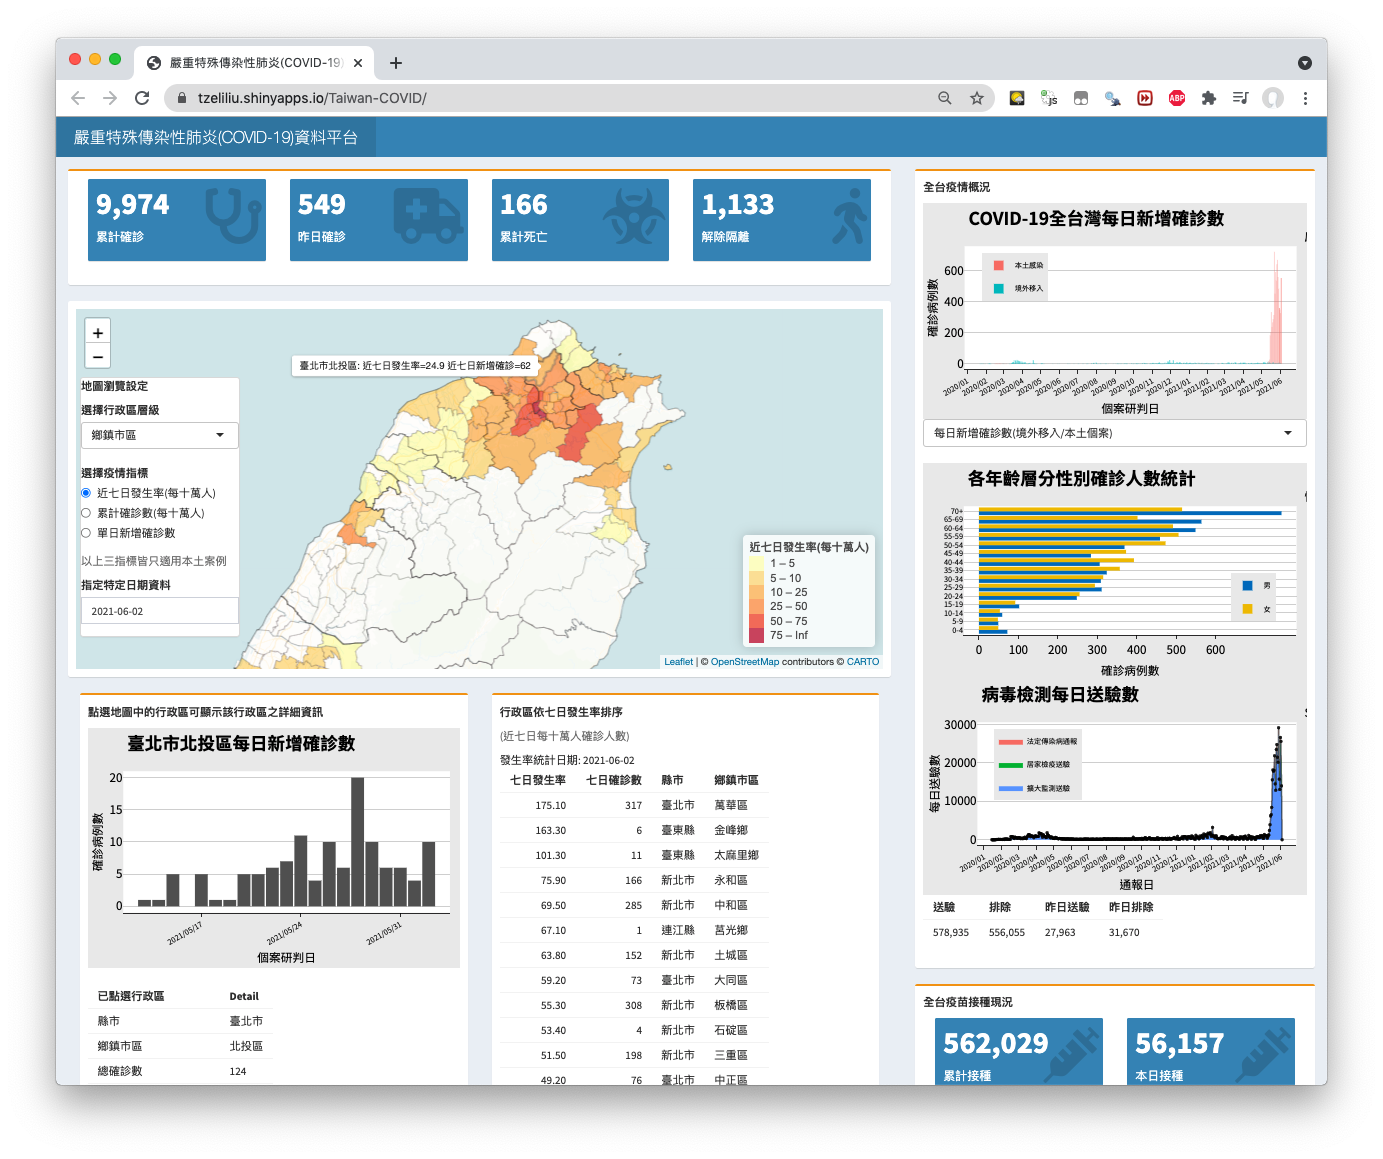 嚴重特殊傳染性肺炎(COVID-19)
tzeliliu.shinyapps.io/Taiwan-COVID/
嚴重特殊傳染性肺炎(COVID-19)資料平台
9,974
累計確診
549
昨日確診
166
累計死亡
1,133
解除隔離
+
−
地圖瀏覽設定
選擇行政區層級
鄉鎮市區
選擇疫情指標
近七日發生率(每十萬人)
累計確診數(每十萬人)
單日新增確診數
以上三指標皆只適用本土案例
指定特定日期資料
2021-06-02
臺北市北投區: 近七日發生率=24.9 近七日新增確診=62
近七日發生率(每十萬人)
1 – 5
5 – 10
10 – 25
25 – 50
50 – 75
75 – Inf
Leaflet | © OpenStreetMap contributors © CARTO
點選地圖中的行政區可顯示該行政區之詳細資訊
臺北市北投區每日新增確診數
確診病例數
20
15
10
5
0
2021/05/17
2021/05/24
2021/05/31
個案研判日
已點選行政區 Detail
縣市 臺北市
鄉鎮市區 北投區
總確診數 124
行政區依七日發生率排序
(近七日每十萬人確診人數)
發生率統計日期: 2021-06-02
七日發生率 七日確診數 縣市 鄉鎮市區
175.10 317 臺北市 萬華區
163.30 6 臺東縣 金峰鄉
101.30 11 臺東縣 太麻里鄉
75.90 166 新北市 永和區
69.50 285 新北市 中和區
67.10 1 連江縣 莒光鄉
63.80 152 新北市 土城區
59.20 73 臺北市 大同區
55.30 308 新北市 板橋區
53.40 4 新北市 石碇區
51.50 198 新北市 三重區
49.20 76 臺北市 中正區
全台疫情概況
COVID-19全台灣每日新增確診數
本土感染
境外移入
確診病例數
600
400
200
0
2020/01 2020/02 2020/03 2020/04 2020/05 2020/06 2020/07 2020/08 2020/09 2020/10 2020/11 2020/12 2021/01 2021/02 2021/03 2021/04 2021/05 2021/06
個案研判日
每日新增確診數(境外移入/本土個案)
各年齡層分性別確診人數統計
70+
65-69
60-64
55-59
50-54
45-49
40-44
35-39
30-34
25-29
20-24
15-19
10-14
5-9
0-4
男
女
0 100 200 300 400 500 600
確診病例數
病毒檢測每日送驗數
法定傳染病通報
居家檢疫送驗
擴大監測送驗
每日送驗數
30000
20000
10000
0
2020/01 2020/02 2020/03 2020/04 2020/05 2020/06 2020/07 2020/08 2020/09 2020/10 2020/11 2020/12 2021/01 2021/02 2021/03 2021/04 2021/05 2021/06
通報日
送驗 排除 昨日送驗 昨日排除
578,935 556,055 27,963 31,670
全台疫苗接種現況
562,029
累計接種
56,157
本日接種